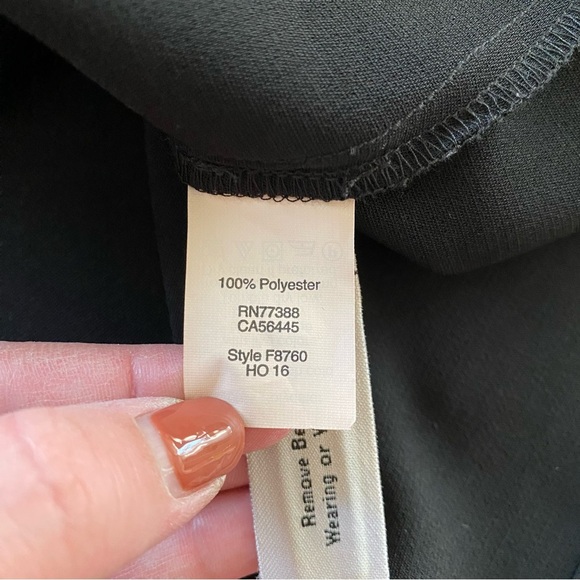 100% Polyester
RN77388
CA56445
Style F8760
HO 16
Remove Be
Wearing or